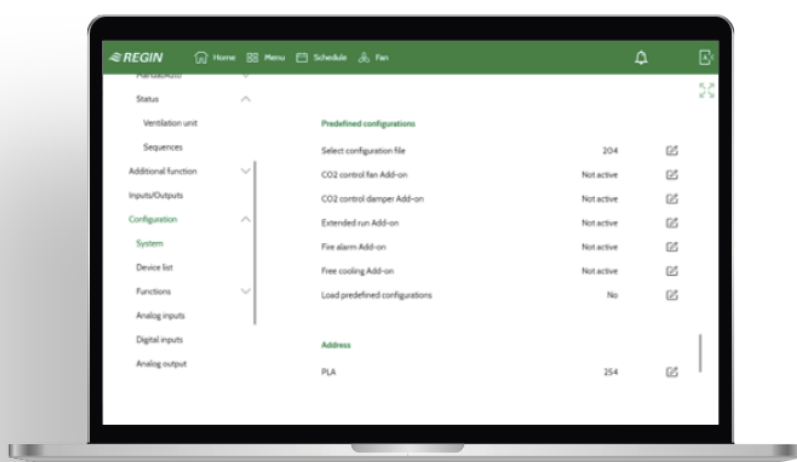 REGIN Home Menu Schedule Fan
Manual/Auto
Status
Ventilation unit
Sequences
Additional function
Inputs/Outputs
Configuration
System
Device list
Functions
Analog inputs
Digital inputs
Analog output
Predefined configurations
Select configuration file 204
CO2 control fan Add-on Not active
CO2 control damper Add-on Not active
Extended run Add-on Not active
Fire alarm Add-on Not active
Free cooling Add-on Not active
Load predefined configurations No
Address
PLA 254